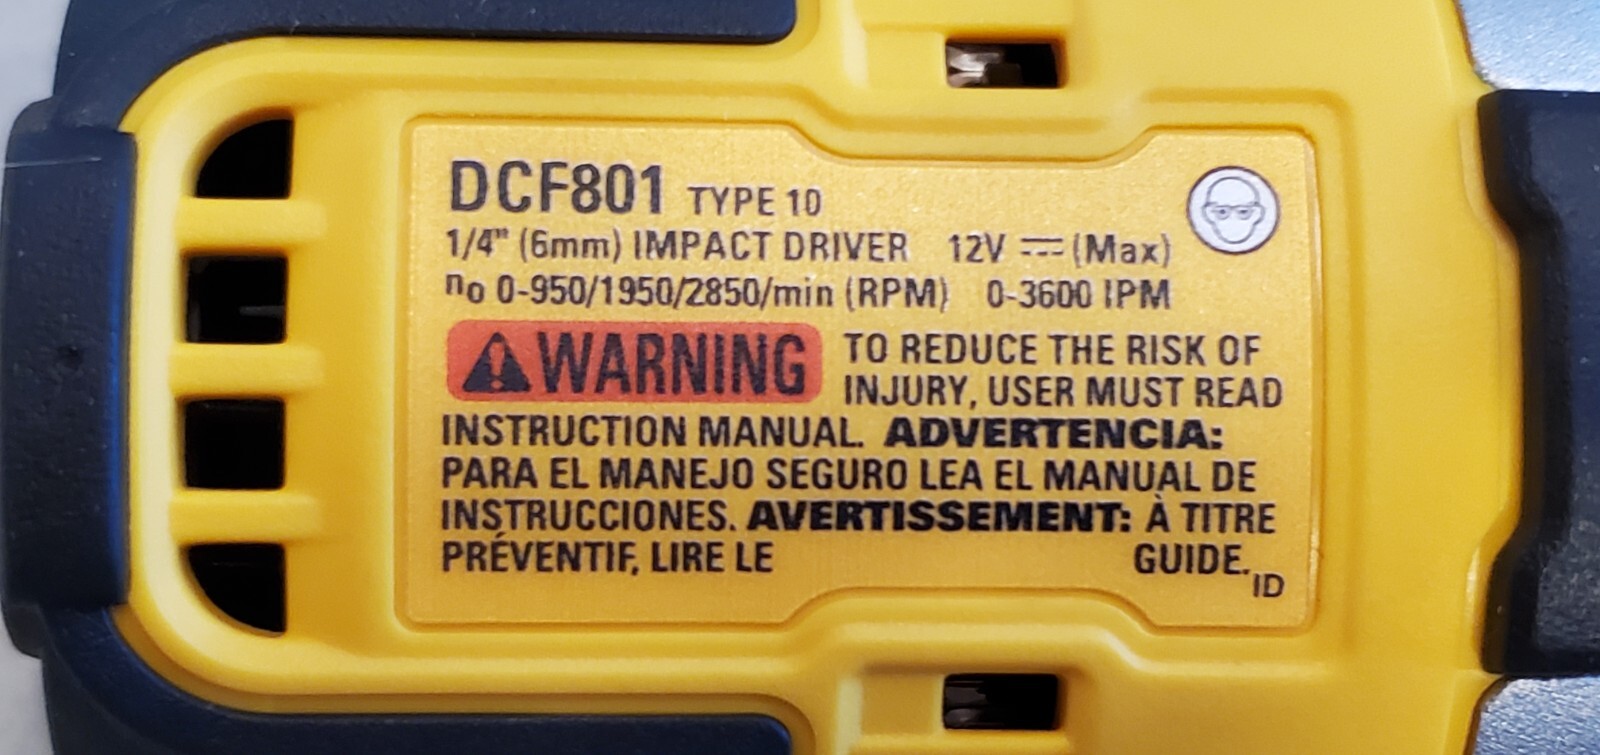 DCF801 TYPE 10
1/4" (6mm) IMPACT DRIVER 12V ⎓ (Max)
no 0-950/1950/2850/min (RPM) 0-3600 IPM
WARNING TO REDUCE THE RISK OF
INJURY, USER MUST READ
INSTRUCTION MANUAL. ADVERTENCIA:
PARA EL MANEJO SEGURO LEA EL MANUAL DE
INSTRUCCIONES. AVERTISSEMENT: À TITRE
PRÉVENTIF, LIRE LE GUIDE.
ID